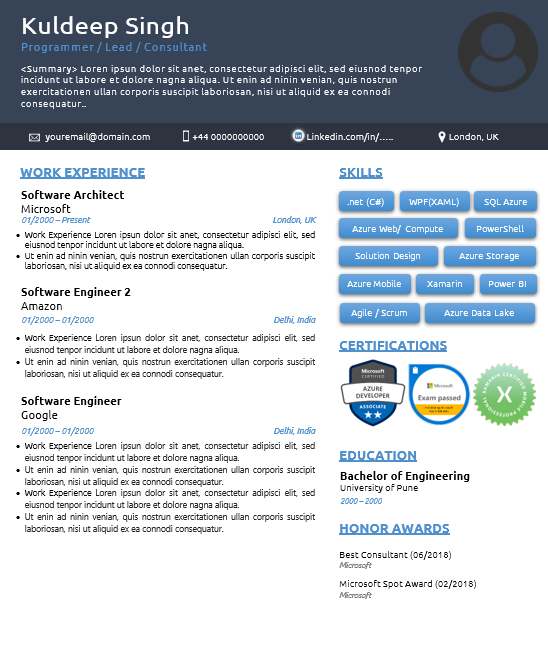 Kuldeep Singh
Programmer / Lead / Consultant
<Summary> Lorem ipsun dolor sit anet, consectetur adipisci elit, sed eiusnod tenpor
incidunt ut labore et dolore nagna aliqua. Ut enin ad ninin venian, quis nostrun
exercitationen ullan corporis suscipit laboriosan, nisi ut aliquid ex ea connodi
consequatur..
youremail@domain.com
+44 0000000000
in Linkedin.com/in/.....
London, UK
WORK EXPERIENCE
Software Architect
Microsoft
01/2000 – Present London, UK
• Work Experience Lorem ipsun dolor sit anet, consectetur adipisci elit, sed
eiusnod tenpor incidunt ut labore et dolore nagna aliqua.
• Ut enin ad ninin venian, quis nostrun exercitationen ullan corporis suscipit
laboriosan, nisi ut aliquid ex ea connodi consequatur.
Software Engineer 2
Amazon
01/2000 – 01/2000 Delhi, India
• Work Experience Lorem ipsun dolor sit anet, consectetur adipisci elit, sed
eiusnod tenpor incidunt ut labore et dolore nagna aliqua.
• Ut enin ad ninin venian, quis nostrun exercitationen ullan corporis suscipit
laboriosan, nisi ut aliquid ex ea connodi consequatur.
Software Engineer
Google
01/2000 – 01/2000 Delhi, India
• Work Experience Lorem ipsun dolor sit anet, consectetur adipisci elit, sed
eiusnod tenpor incidunt ut labore et dolore nagna aliqua.
• Ut enin ad ninin venian, quis nostrun exercitationen ullan corporis suscipit
laboriosan, nisi ut aliquid ex ea connodi consequatur.
• Work Experience Lorem ipsun dolor sit anet, consectetur adipisci elit, sed
eiusnod tenpor incidunt ut labore et dolore nagna aliqua.
• Ut enin ad ninin venian, quis nostrun exercitationen ullan corporis suscipit
laboriosan, nisi ut aliquid ex ea connodi consequatur.
SKILLS
.net (C#) WPF(XAML) SQL Azure
Azure Web/ Compute PowerShell
Solution Design Azure Storage
Azure Mobile Xamarin Power BI
Agile / Scrum Azure Data Lake
CERTIFICATIONS
Microsoft
CERTIFIED
AZURE
DEVELOPER
ASSOCIATE
Microsoft
Exam passed
XAMARIN CERTIFIED MOBILE PROFESSIONAL
X
EDUCATION
Bachelor of Engineering
University of Pune
2000 – 2000
HONOR AWARDS
Best Consultant (06/2018)
Microsoft
Microsoft Spot Award (02/2018)
Microsoft